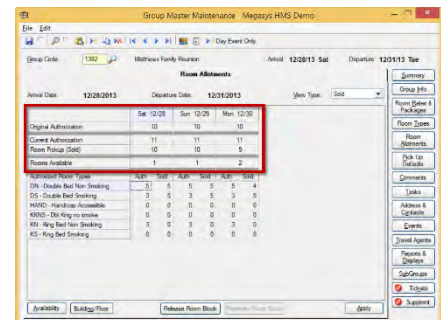 Group Master Maintenance - Megasys HMS Demo
File Edit
Day Event Only
Group Code: 1382 Matthews Family Reunion Arrival 12/28/13 Sat Departure 12/31/13 Tue
Room Allotments
Arrival Date: 12/28/2013 Departure Date: 12/31/2013 View Type: Sold
Sat 12/28 Sun 12/29 Mon 12/30
Original Authorization 10 10 10
Current Authorization 11 11 11
Room Pickup (Sold) 10 10 9
Rooms Available 1 1 2
Authorized Room Types Auth Sold Auth Sold Auth Sold
DN - Double Bed Non Smoking 5 5 5 5 5 4
DS - Double Bed Smoking 3 5 3 5 3 5
HAND - Handicap Accessible 0 0 0 0 0 0
KKNS - Dbl King no smoke 0 0 0 0 0 0
KN - King Bed Non Smoking 3 0 3 0 3 0
KS - King Bed Smoking 0 0 0 0 0 0
Summary
Group Info
Room Rates & Packages
Room Types
Room Allotments
Pick Up Defaults
Comments
Tasks
Address & Contacts
Events
Travel Agents
Reports & Displays
SubGroups
Tickets
Supplemt
Availability Building/Floor Release Room Block Apply